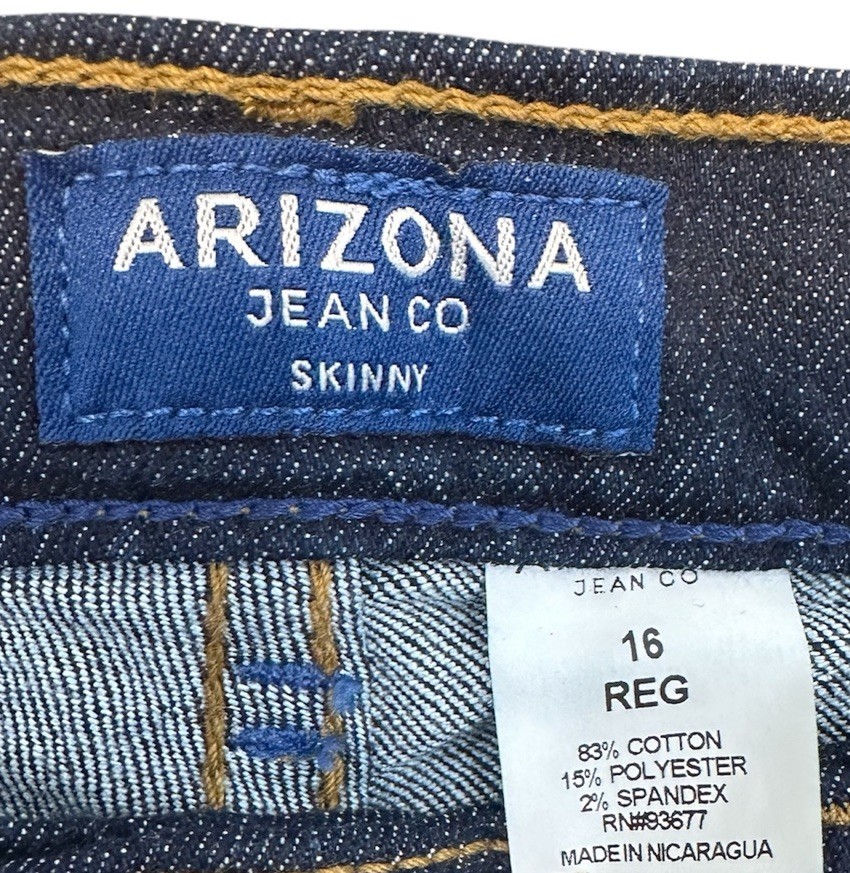 ARIZONA
JEAN CO
SKINNY
JEAN CO
16
REG
83% COTTON
15% POLYESTER
2% SPANDEX
RN#93677
MADE IN NICARAGUA